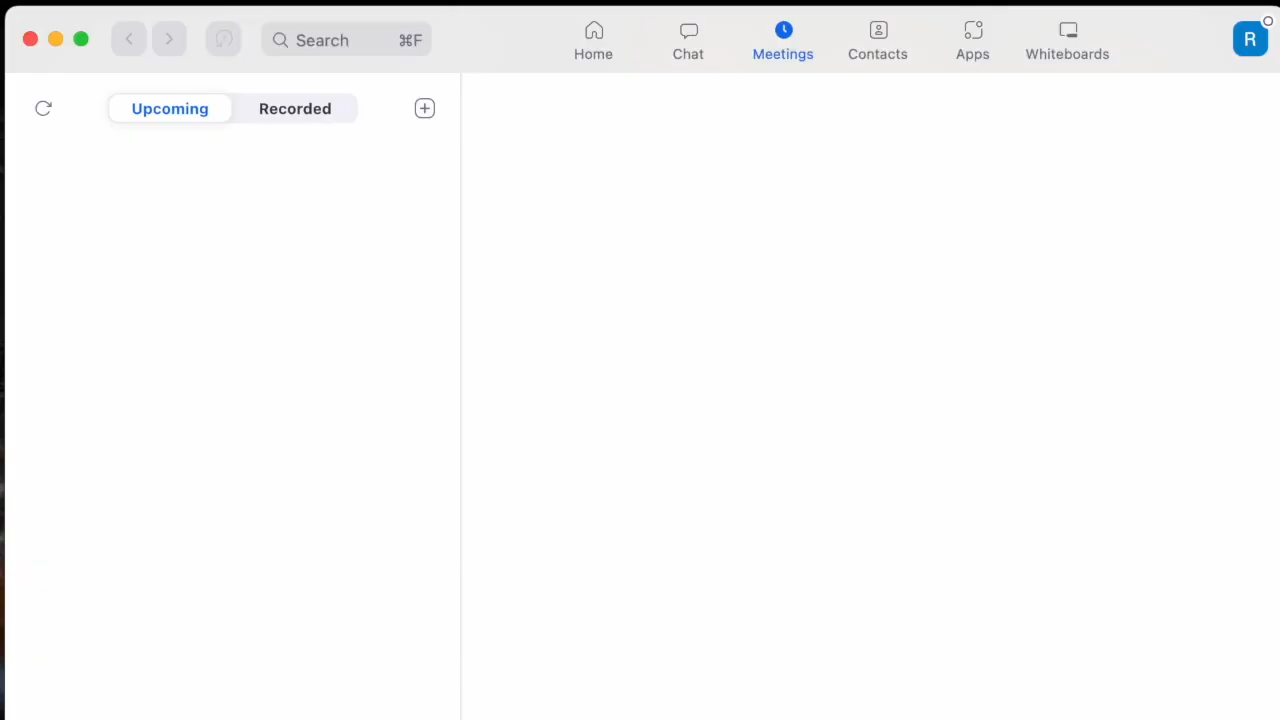 Search ⌘F
Home
Chat
Meetings
Contacts
Apps
Whiteboards
R
Upcoming
Recorded